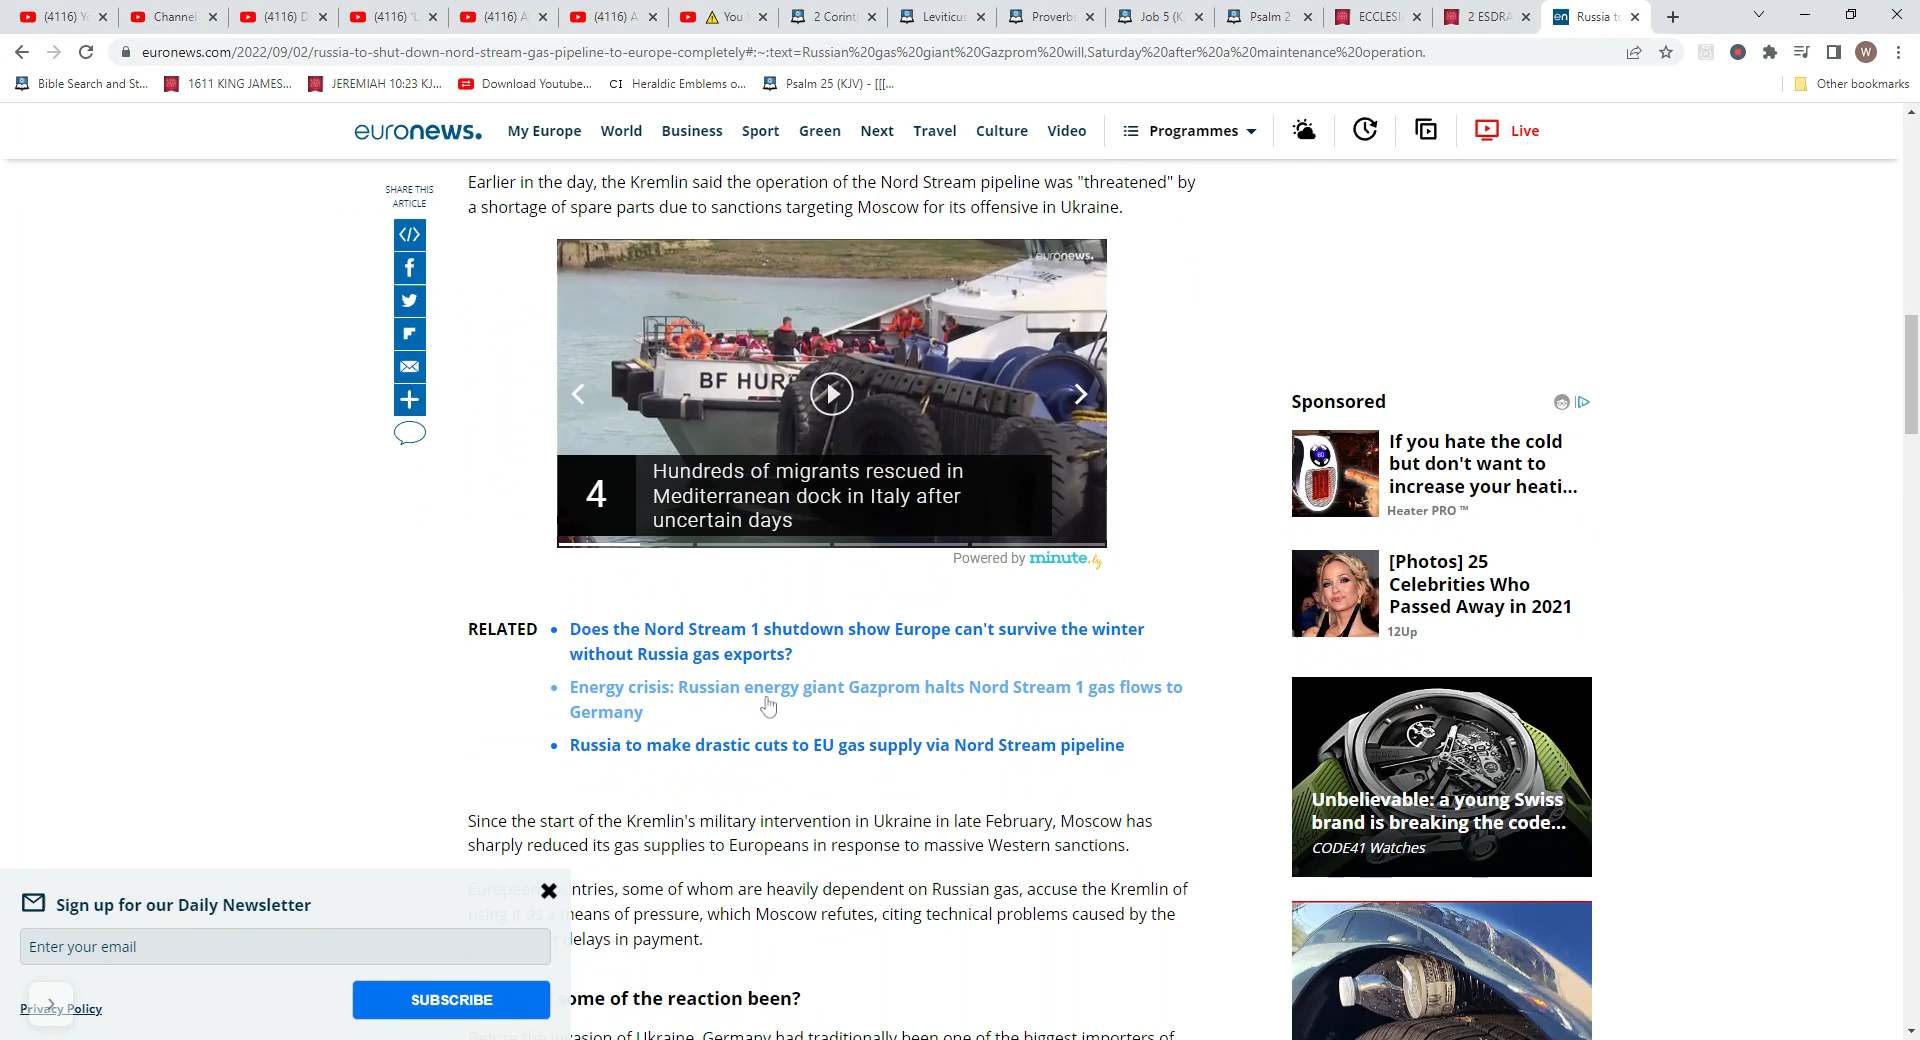 (4116) Yo
Channel
(4116) D
(4116) 'L
(4116) A
(4116) A
You
2 Corint
Leviticus
Proverbs
Job 5 (K
Psalm 2
ECCLESI
2 ESDRA
Russia to
euronews.com/2022/09/02/russia-to-shut-down-nord-stream-gas-pipeline-to-europe-completely#:~:text=Russian%20gas%20giant%20Gazprom%20will,Saturday%20after%20a%20maintenance%20operation.
W
Bible Search and St...
1611 KING JAMES...
JEREMIAH 10:23 KJ...
Download Youtube...
CI Heraldic Emblems o...
Psalm 25 (KJV) - [[[...
Other bookmarks
euronews.
My Europe
World
Business
Sport
Green
Next
Travel
Culture
Video
Programmes
Live
SHARE THIS
ARTICLE
Earlier in the day, the Kremlin said the operation of the Nord Stream pipeline was "threatened" by
a shortage of spare parts due to sanctions targeting Moscow for its offensive in Ukraine.
euronews.
BF HUR
4
Hundreds of migrants rescued in
Mediterranean dock in Italy after
uncertain days
Powered by minute.ly
RELATED
Does the Nord Stream 1 shutdown show Europe can't survive the winter
without Russia gas exports?
Energy crisis: Russian energy giant Gazprom halts Nord Stream 1 gas flows to
Germany
Russia to make drastic cuts to EU gas supply via Nord Stream pipeline
Since the start of the Kremlin's military intervention in Ukraine in late February, Moscow has
sharply reduced its gas supplies to Europeans in response to massive Western sanctions.
European ntries, some of whom are heavily dependent on Russian gas, accuse the Kremlin of
using it as a means of pressure, which Moscow refutes, citing technical problems caused by the
delays in payment.
ome of the reaction been?
Before the invasion of Ukraine, Germany had traditionally been one of the biggest importers of
Sponsored
If you hate the cold
but don't want to
increase your heati...
Heater PRO ™
[Photos] 25
Celebrities Who
Passed Away in 2021
12Up
Unbelievable: a young Swiss
brand is breaking the code...
CODE41 Watches
Sign up for our Daily Newsletter
Enter your email
Privacy Policy
SUBSCRIBE